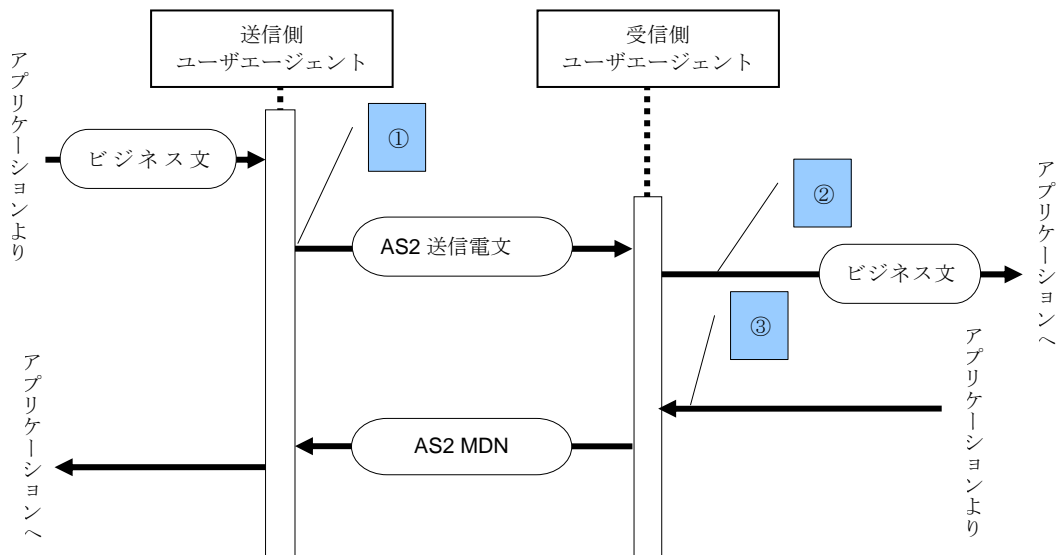 送信側
ユーザエージェント
受信側
ユーザエージェント
アプリケーションより
ビジネス文
①
②
アプリケーションへ
AS2 送信電文
ビジネス文
③
アプリケーションへ
アプリケーションより
AS2 MDN